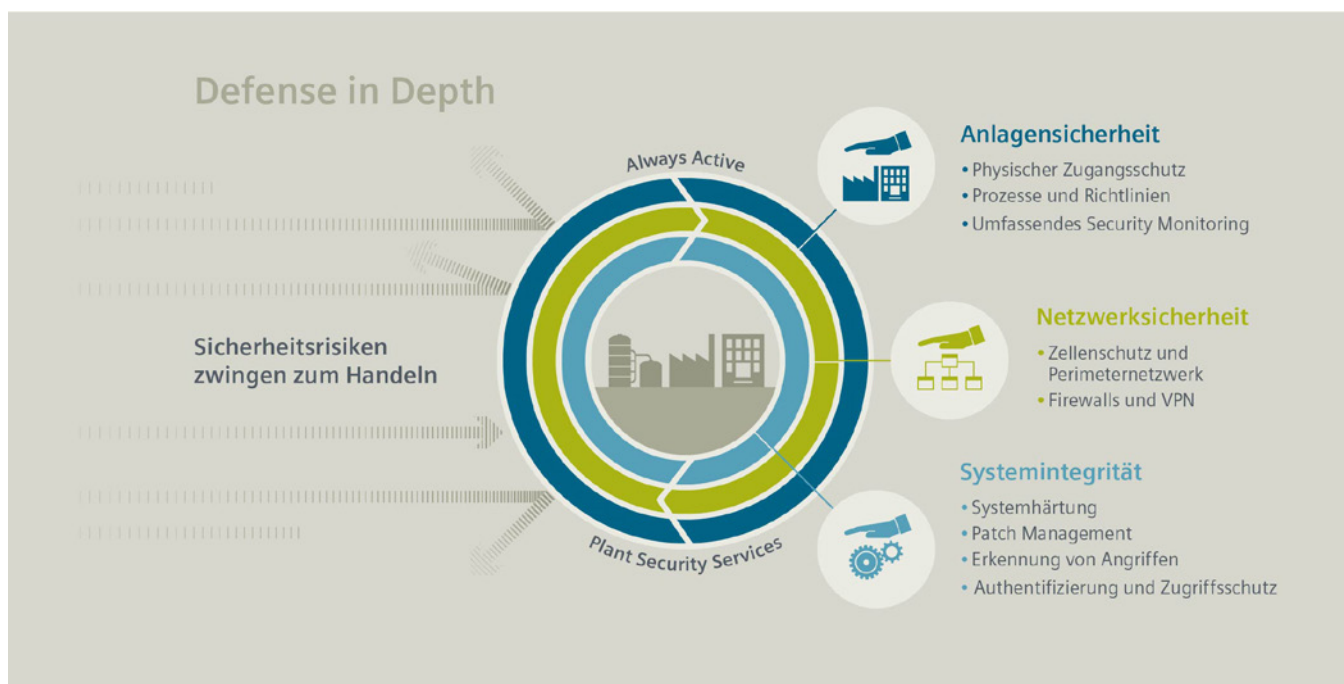 Defense in Depth
Always Active
Sicherheitsrisiken
zwingen zum Handeln
Plant Security Services
Anlagensicherheit
• Physischer Zugangsschutz
• Prozesse und Richtlinien
• Umfassendes Security Monitoring
Netzwerksicherheit
• Zellenschutz und
Perimeternetzwerk
• Firewalls und VPN
Systemintegrität
• Systemhärtung
• Patch Management
• Erkennung von Angriffen
• Authentifizierung und Zugriffsschutz